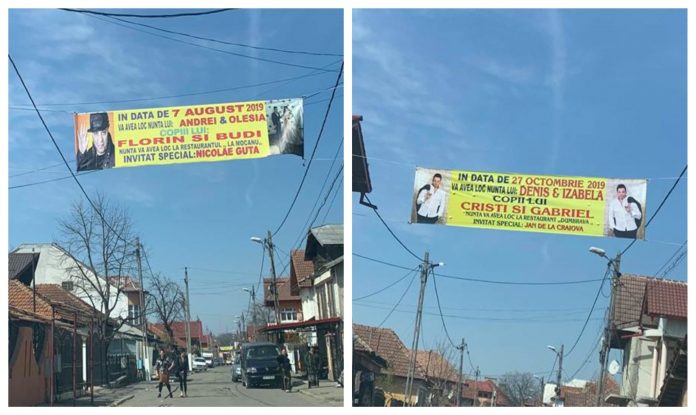 IN DATA DE 7 AUGUST 2019
VA AVEA LOC NUNTA LUI: ANDREI & OLESIA
COPIII LUI:
FLORIN SI BUDI
NUNTA VA AVEA LOC LA RESTAURANTUL ,, LA MOCANU,,
INVITAT SPECIAL:NICOLĂE GUTA
IN DATA DE 27 OCTOMBRIE 2019
VA AVEA LOC NUNTA LUI: DENIS & IZABELA
COPII LUI
CRISTI SI GABRIEL
NUNTA VA AVEA LOC LA RESTAURANT ,,DUMBRAVA,,
INVITAT SPECIAL: JAN DE LA CRAIOVA